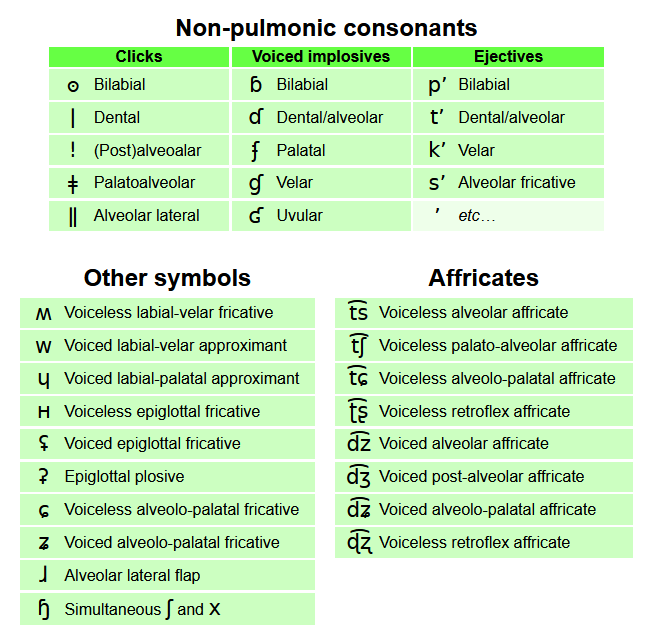 Non-pulmonic consonants
Clicks Voiced implosives Ejectives
ʘ Bilabial ɓ Bilabial pʼ Bilabial
ǀ Dental ɗ Dental/alveolar tʼ Dental/alveolar
ǃ (Post)alveoalar ʄ Palatal kʼ Velar
ǂ Palatoalveolar ɠ Velar sʼ Alveolar fricative
ǁ Alveolar lateral ʛ Uvular ʼ etc…
Other symbols
ʍ Voiceless labial-velar fricative
w Voiced labial-velar approximant
ɥ Voiced labial-palatal approximant
ʜ Voiceless epiglottal fricative
ʢ Voiced epiglottal fricative
ʡ Epiglottal plosive
ɕ Voiceless alveolo-palatal fricative
ʑ Voiced alveolo-palatal fricative
ɺ Alveolar lateral flap
ɧ Simultaneous ʃ and x
Affricates
t͡s Voiceless alveolar affricate
t͡ʃ Voiceless palato-alveolar affricate
t͡ɕ Voiceless alveolo-palatal affricate
ʈ͡ʂ Voiceless retroflex affricate
d͡z Voiced alveolar affricate
d͡ʒ Voiced post-alveolar affricate
d͡ʑ Voiced alveolo-palatal affricate
ɖ͡ʐ Voiceless retroflex affricate